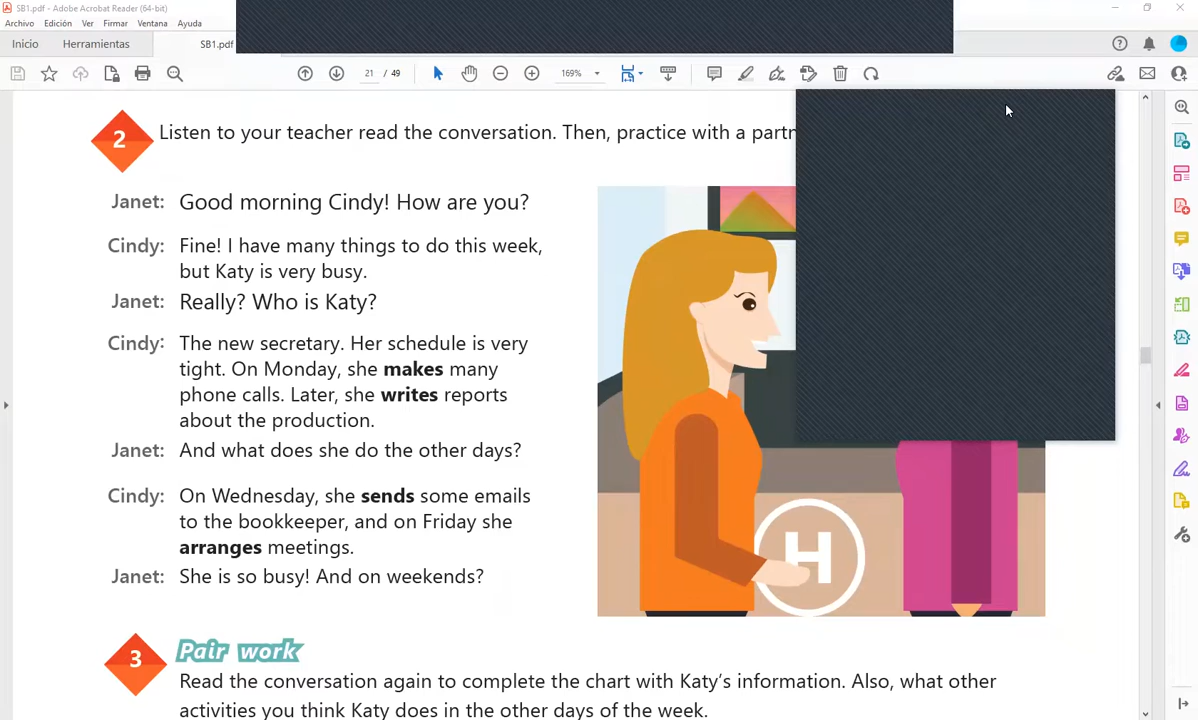 SB1.pdf - Adobe Acrobat Reader (64-bit)
Archivo Edición Ver Firmar Ventana Ayuda
Inicio Herramientas SB1.pdf
21 / 49 169%
2 Listen to your teacher read the conversation. Then, practice with a
Janet: Good morning Cindy! How are you?
Cindy: Fine! I have many things to do this week,
but Katy is very busy.
Janet: Really? Who is Katy?
Cindy: The new secretary. Her schedule is very
tight. On Monday, she makes many
phone calls. Later, she writes reports
about the production.
Janet: And what does she do the other days?
Cindy: On Wednesday, she sends some emails
to the bookkeeper, and on Friday she
arranges meetings.
Janet: She is so busy! And on weekends?
H
3 Pair work
Read the conversation again to complete the chart with Katy's information. Also, what other
activities you think Katy does in the other days of the week.